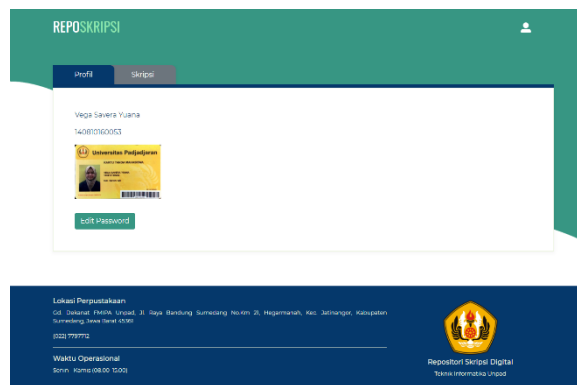 REPOSKRIPSI
Profil
Skripsi
Vega Savera Yuana
140810160053
Universitas Padjadjaran
Edit Password
Lokasi Perpustakaan
Gd. Dekanat FMIPA Unpad, Jl. Raya Bandung Sumedang No.Km 21, Hegarmanah, Kec. Jatinangor, Kabupaten
Sumedang, Jawa Barat 45361
(022) 7797712
Waktu Operasional
Senin Kamis (08.00 15.00)
Repositori Skripsi Digital
Teknik Informatika Unpad